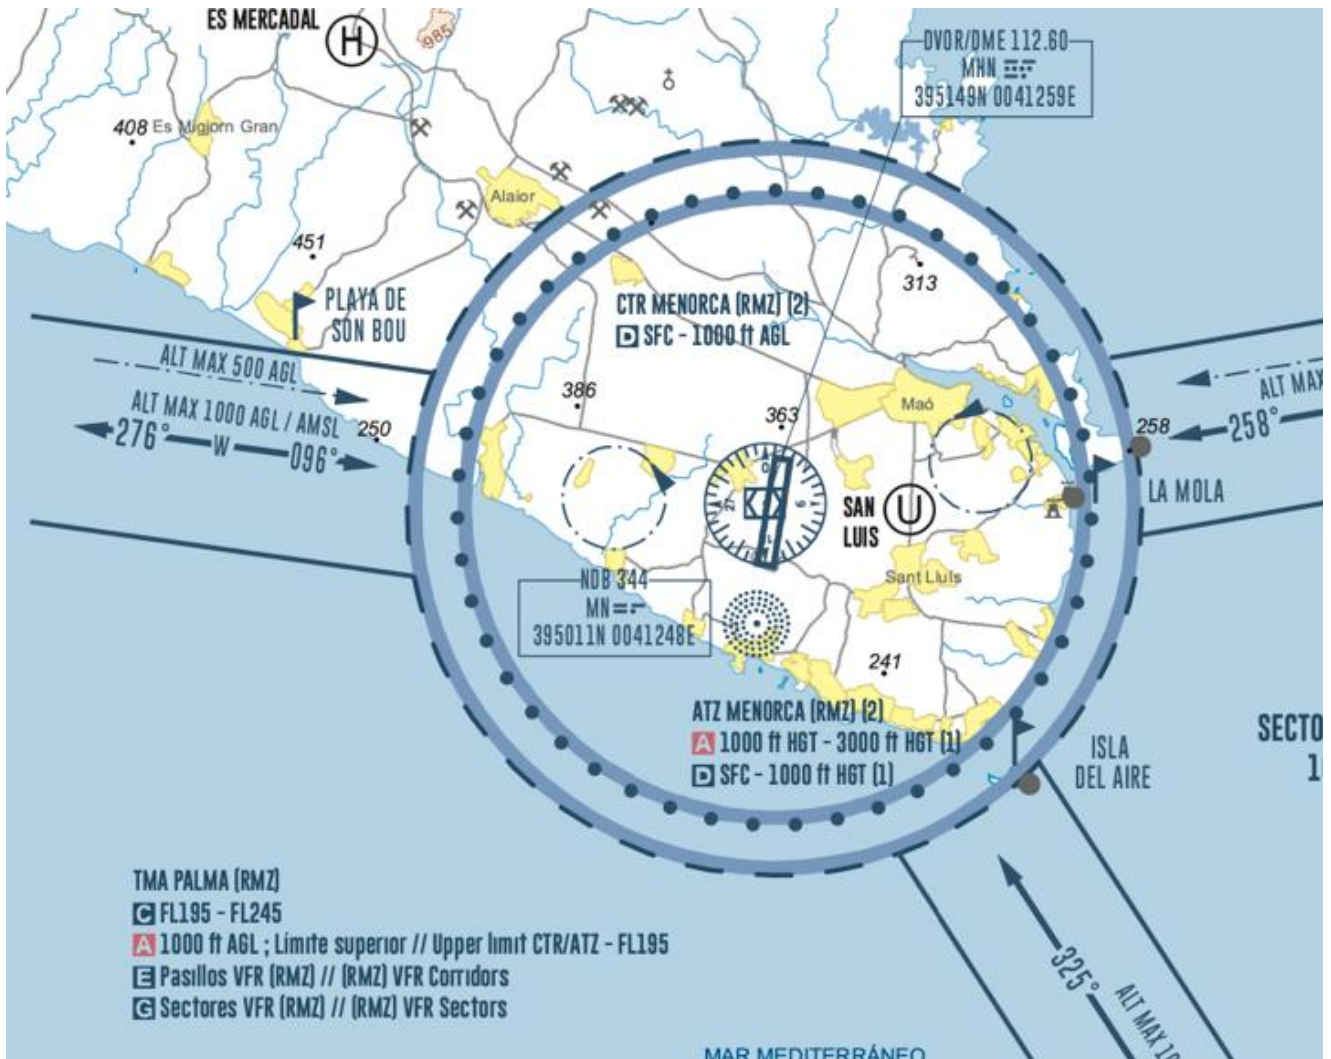 ES MERCADAL
H
985
DVOR/DME 112.60
MHN
395149N 0041259E
408
Es Migjorn Gran
Alaior
451
313
PLAYA DE
SON BOU
CTR MENORCA (RMZ) (2)
D SFC - 1000 ft AGL
ALT MAX 500 AGL
ALT MAX 1000 AGL / AMSL
276° W 096°
250
386
363
Maó
258
ALT MAX
258°
LA MOLA
SAN
LUIS
U
Sant Lluís
NDB 344
MN
395011N 0041248E
241
ATZ MENORCA (RMZ) (2)
A 1000 ft HGT - 3000 ft HGT (1)
D SFC - 1000 ft HGT (1)
ISLA
DEL AIRE
SECTO
1
TMA PALMA (RMZ)
C FL195 - FL245
A 1000 ft AGL ; Límite superior // Upper limit CTR/ATZ - FL195
E Pasillos VFR (RMZ) // (RMZ) VFR Corridors
G Sectores VFR (RMZ) // (RMZ) VFR Sectors
325°
ALT MAX 10
MAR MEDITERRÁNEO